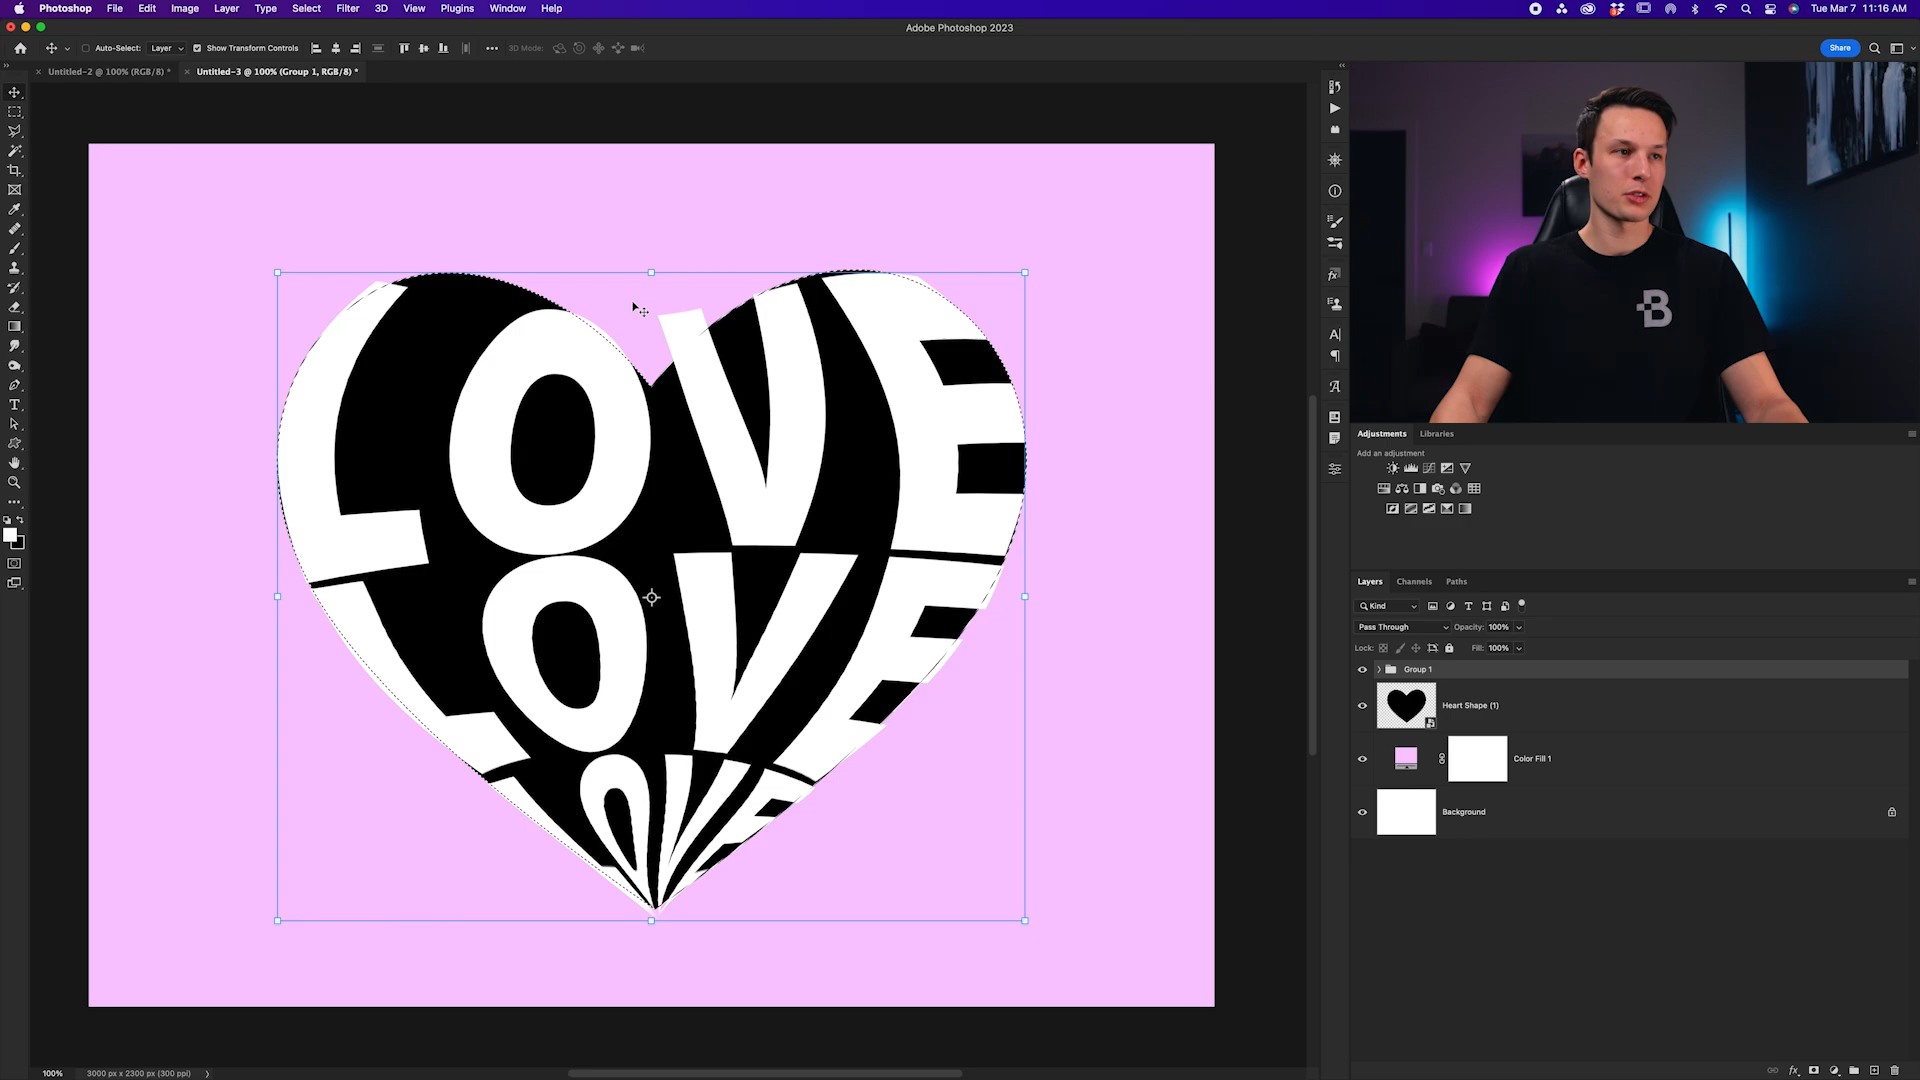 Photoshop File Edit Image Layer Type Select Filter 3D View Plugins Window Help Tue Mar 7 11:16 AM
Adobe Photoshop 2023
Auto-Select: Layer Show Transform Controls 3D Mode: Share
Untitled-2 @ 100% (RGB/8) * Untitled-3 @ 100% (Group 1, RGB/8) *
LOVE
LOVE
LOVE
B
Adjustments Libraries
Add an adjustment
Layers Channels Paths
Kind
Pass Through Opacity: 100%
Lock: Fill: 100%
Group 1
Heart Shape (1)
Color Fill 1
Background
100% 3000 px x 2300 px (300 ppi)